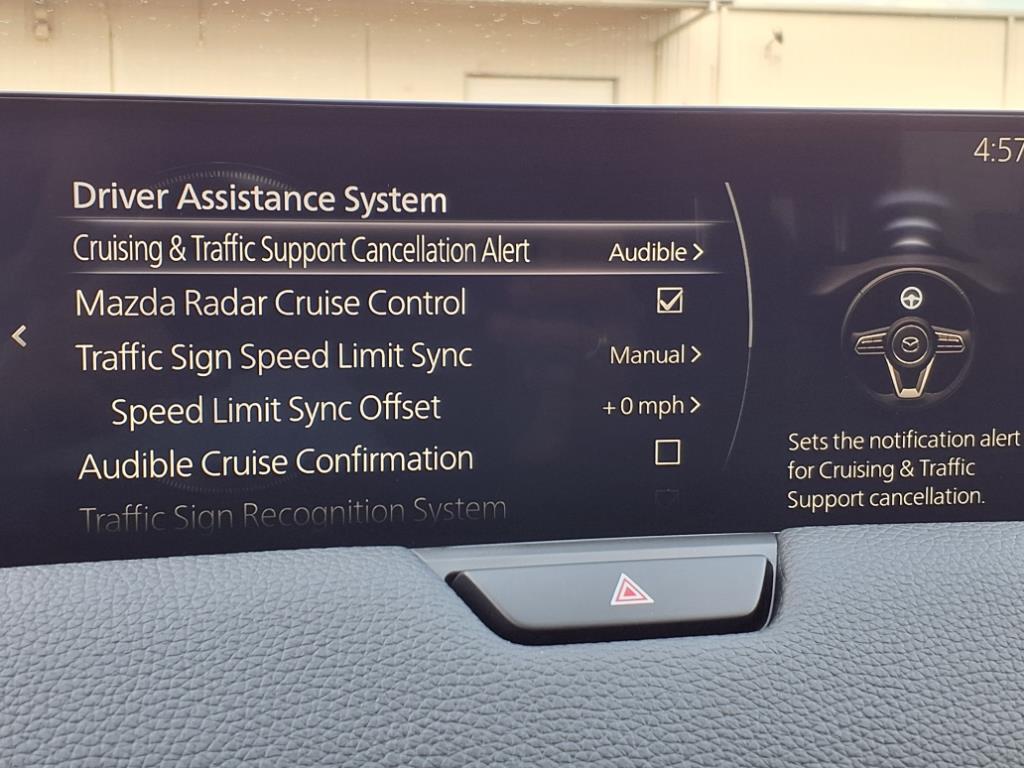 4:57
Driver Assistance System
Cruising & Traffic Support Cancellation Alert Audible >
Mazda Radar Cruise Control
Traffic Sign Speed Limit Sync Manual >
Speed Limit Sync Offset +0 mph >
Audible Cruise Confirmation
Traffic Sign Recognition System
Sets the notification alert
for Cruising & Traffic
Support cancellation.